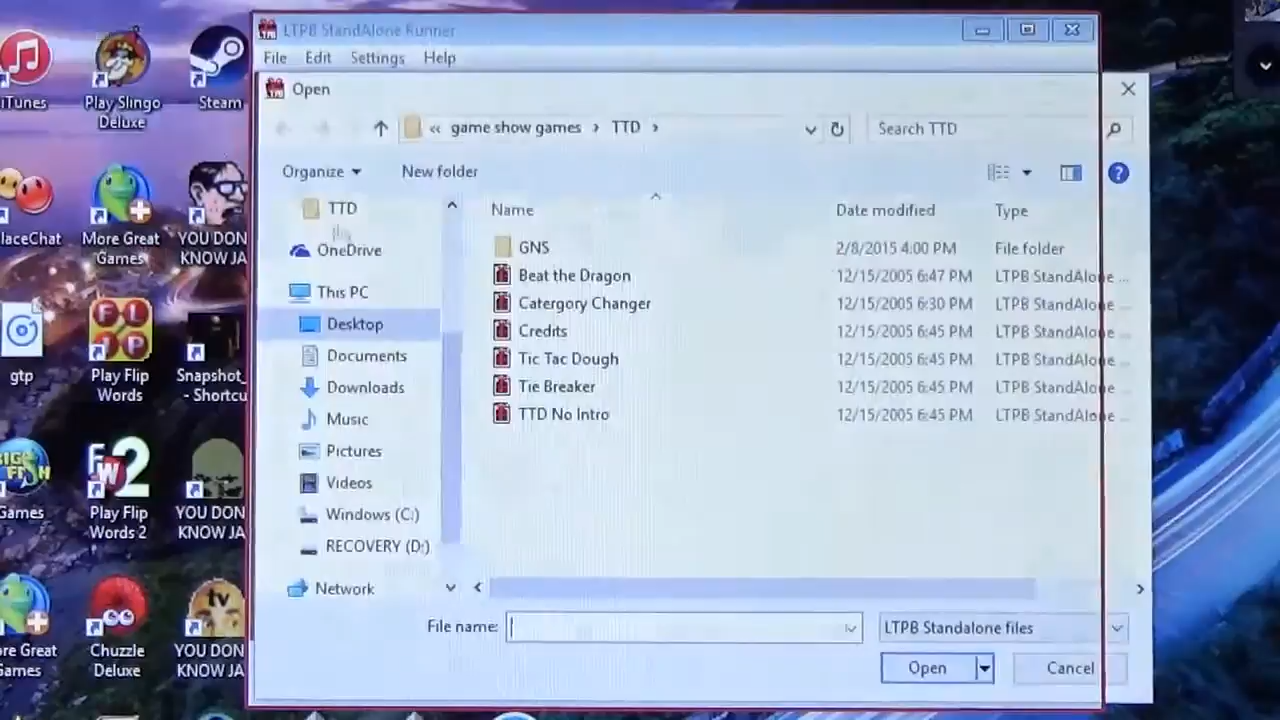 LTPB StandAlone Runner
File Edit Settings Help
Open
« game show games › TTD ›
Search TTD
Organize
New folder
TTD
OneDrive
This PC
Desktop
Documents
Downloads
Music
Pictures
Videos
Windows (C:)
RECOVERY (D:)
Network
Name Date modified Type
GNS 2/8/2015 4:00 PM File folder
Beat the Dragon 12/15/2005 6:47 PM LTPB StandAlone ...
Catergory Changer 12/15/2005 6:30 PM LTPB StandAlone ...
Credits 12/15/2005 6:45 PM LTPB StandAlone ...
Tic Tac Dough 12/15/2005 6:45 PM LTPB StandAlone ...
Tie Breaker 12/15/2005 6:45 PM LTPB StandAlone ...
TTD No Intro 12/15/2005 6:45 PM LTPB StandAlone ...
File name:
LTPB Standalone files
Open
Cancel
iTunes
Play Slingo
Deluxe
Steam
laceChat
More Great
Games
YOU DON
KNOW JA
gtp
FLIP
Play Flip
Words
Snapshot_
- Shortcu
BIG
FISH
Games
FW2
Play Flip
Words 2
YOU DON
KNOW JA
ore Great
Games
Chuzzle
Deluxe
tv
YOU DON
KNOW JA